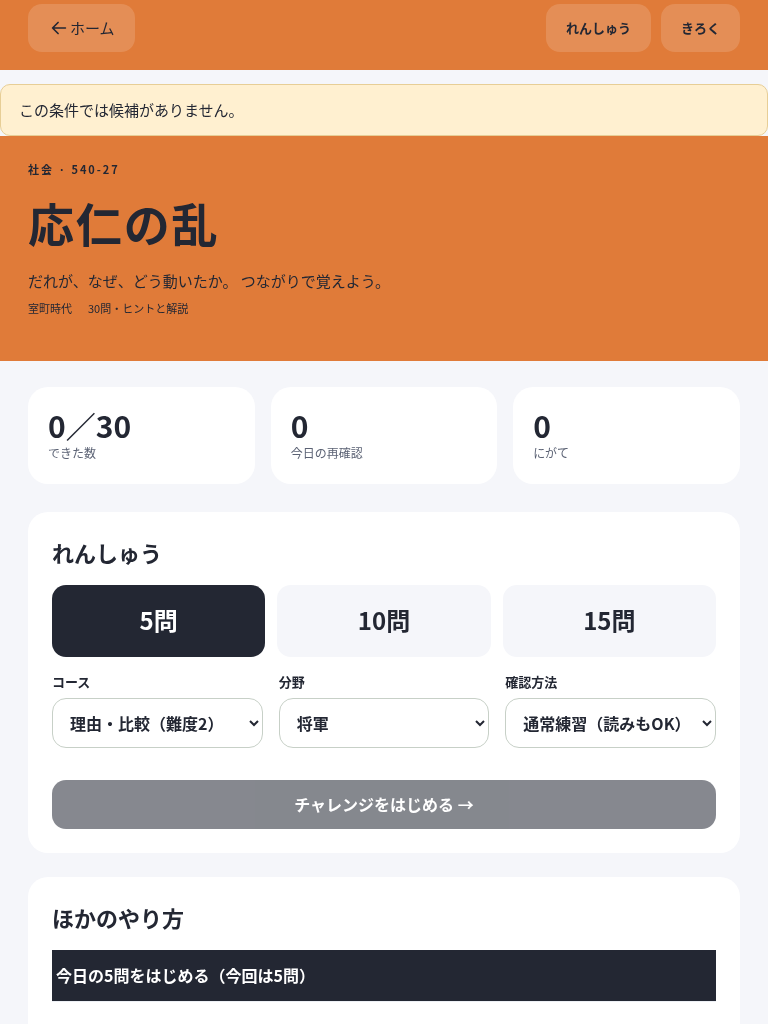 ← ホーム
れんしゅう
きろく
この条件では候補がありません。
社会 · 540-27
応仁の乱
だれが、なぜ、どう動いたか。 つながりで覚えよう。
室町時代 30問・ヒントと解説
0／30
できた数
0
今日の再確認
0
にがて
れんしゅう
5問
10問
15問
コース
分野
確認方法
理由・比較（難度2）
将軍
通常練習（読みもOK）
チャレンジをはじめる →
ほかのやり方
今日の5問をはじめる（今回は5問）